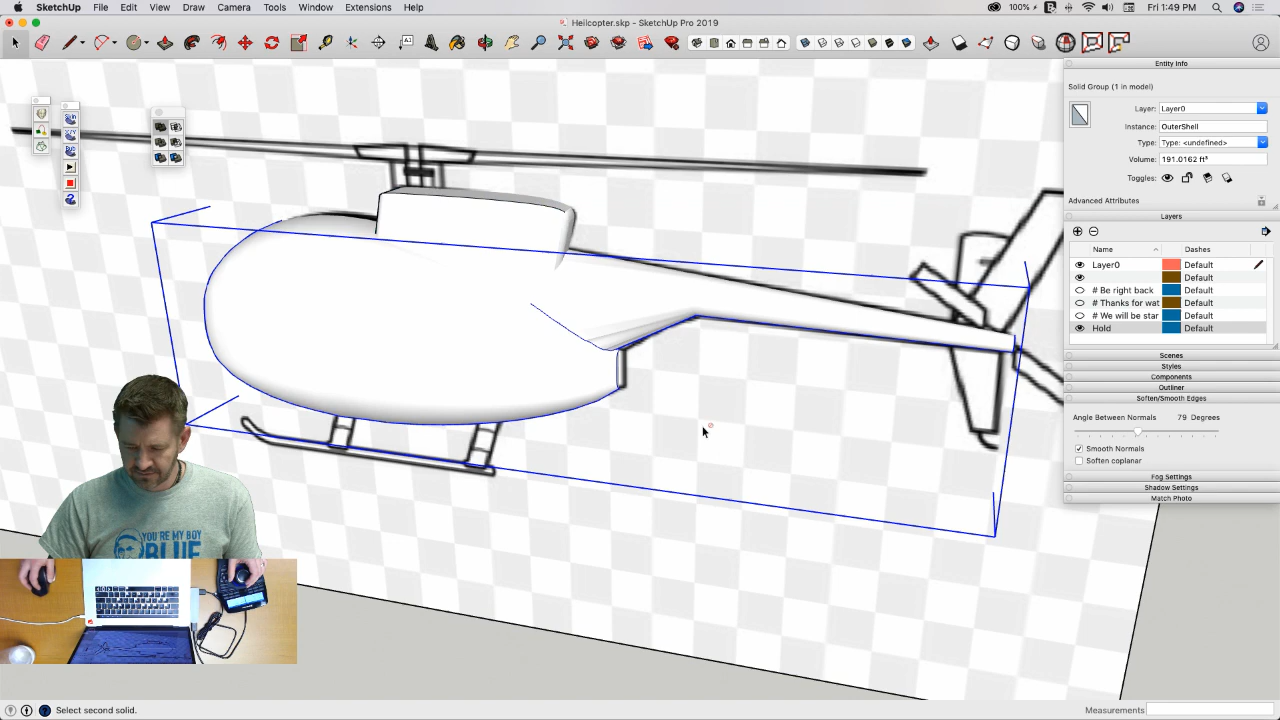 SketchUp File Edit View Draw Camera Tools Window Extensions Help 100% Fri 1:49 PM
Helicopter.skp - SketchUp Pro 2019
Entity Info
Solid Group (1 in model)
Layer: Layer0
Instance: OuterShell
Type: Type: <undefined>
Volume: 191.0162 ft³
Toggles:
Advanced Attributes
Layers
Name Dashes
Layer0 Default
Default
# Be right back Default
# Thanks for wat Default
# We will be star Default
Hold Default
Scenes
Styles
Components
Outliner
Soften/Smooth Edges
Angle Between Normals 79 Degrees
Smooth Normals
Soften coplanar
Fog Settings
Shadow Settings
Match Photo
YOU'RE MY BOY
BLUE
Select second solid.
Measurements